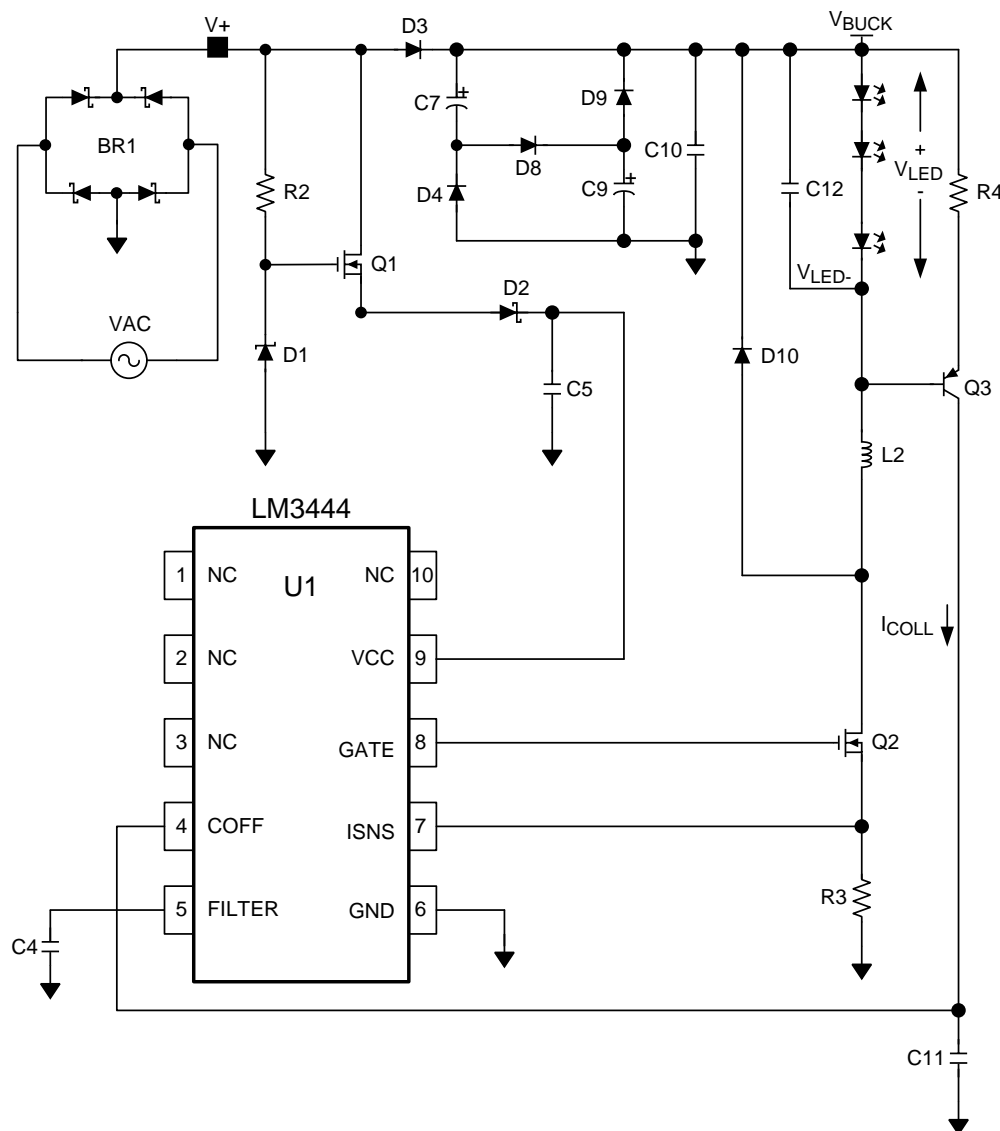 V+
D3
VBUCK
C7
D9
BR1
R2
D8
C10
C12
+
VLED
-
R4
D4
C9
+
+
Q1
VLED-
D2
VAC
D1
D10
C5
Q3
L2
LM3444
1 NC
U1
NC 10
ICOLL
2 NC
VCC 9
3 NC
GATE 8
Q2
4 COFF
ISNS 7
R3
5 FILTER
GND 6
C4
C11